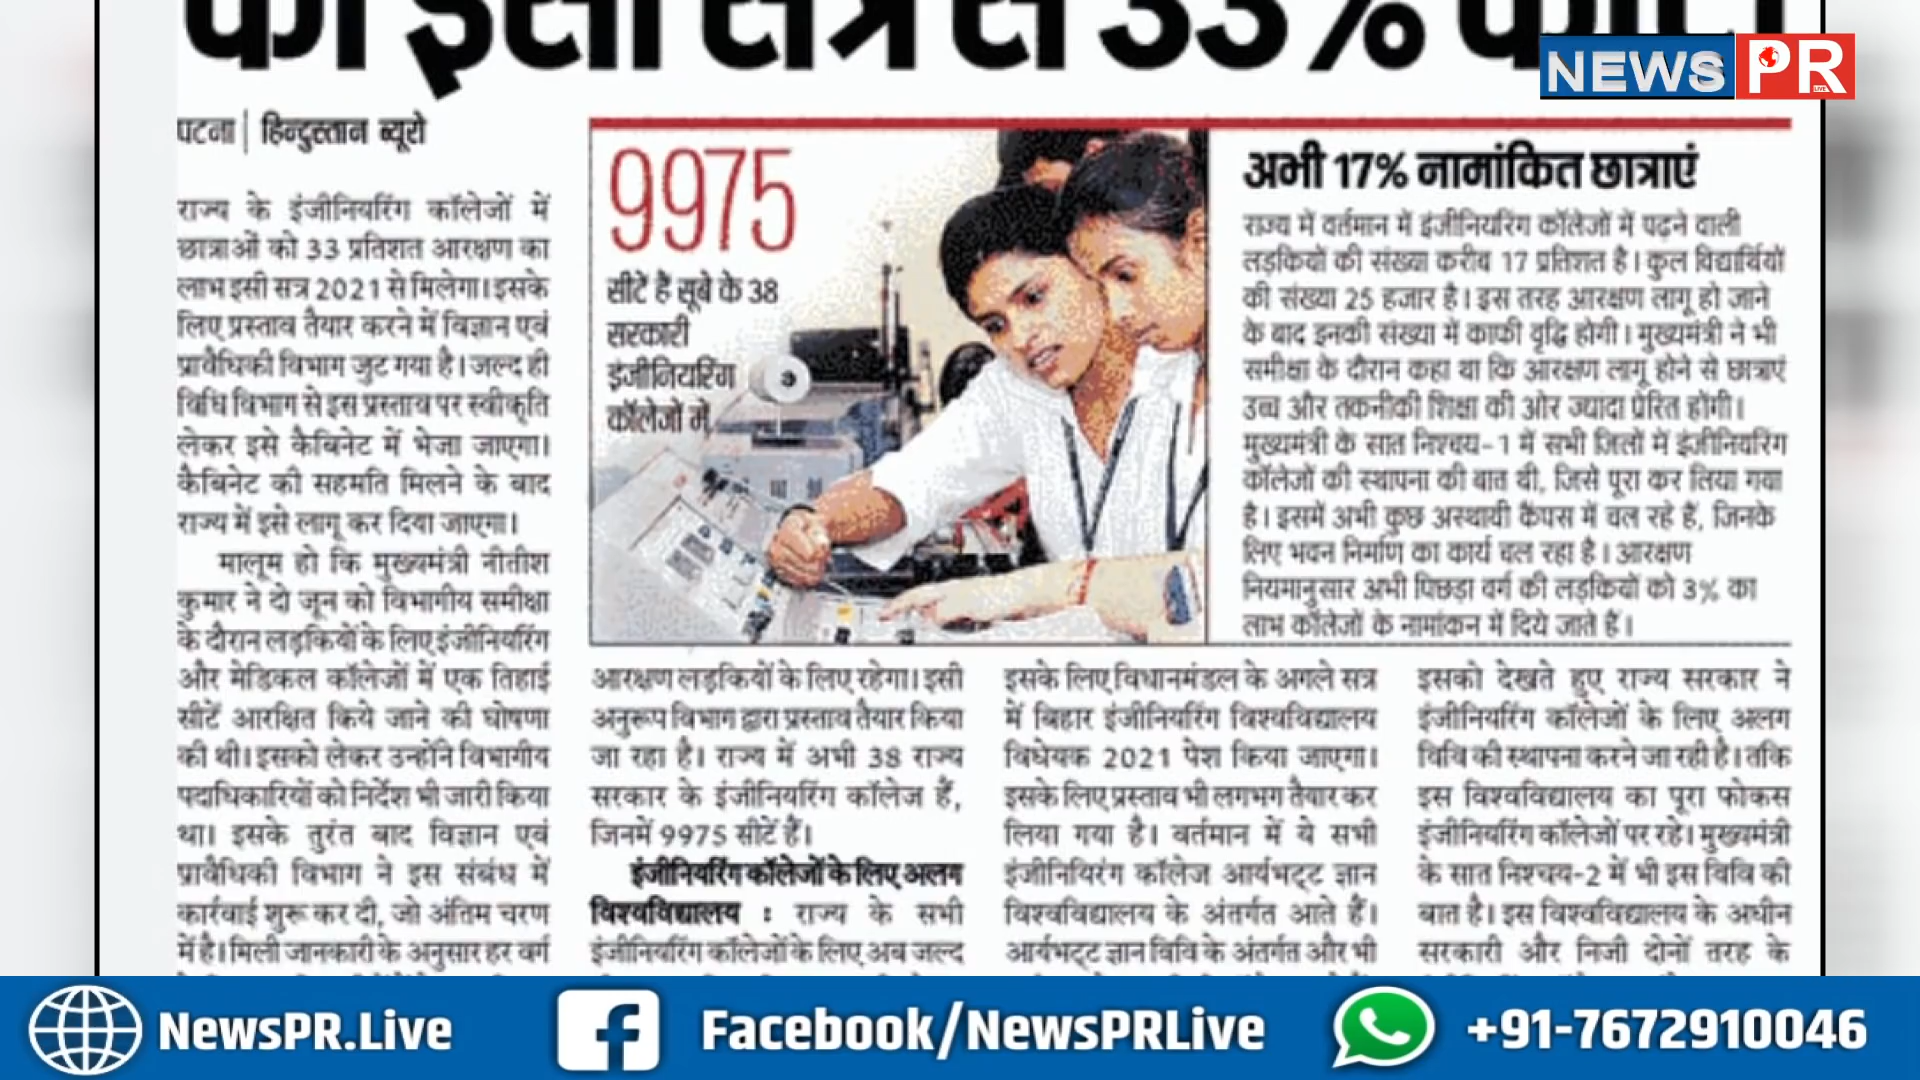 को इसी सत्र से 33%
NEWS PR
LIVE
पटना | हिन्दुस्तान ब्यूरो
राज्य के इंजीनियरिंग कॉलेजों में
छात्राओं को 33 प्रतिशत आरक्षण का
लाभ इसी सत्र 2021 से मिलेगा। इसके
लिए प्रस्ताव तैयार करने में विज्ञान एवं
प्रावैधिकी विभाग जुट गया है। जल्द ही
विधि विभाग से इस प्रस्ताव पर स्वीकृति
लेकर इसे कैबिनेट में भेजा जाएगा।
कैबिनेट की सहमति मिलने के बाद
राज्य में इसे लागू कर दिया जाएगा।
मालूम हो कि मुख्यमंत्री नीतीश
कुमार ने दो जून को विभागीय समीक्षा
के दौरान लड़कियों के लिए इंजीनियरिंग
और मेडिकल कॉलेजों में एक तिहाई
सीटें आरक्षित किये जाने की घोषणा
की थी। इसको लेकर उन्होंने विभागीय
पदाधिकारियों को निर्देश भी जारी किया
था। इसके तुरंत बाद विज्ञान एवं
प्रावैधिकी विभाग ने इस संबंध में
कार्रवाई शुरू कर दी, जो अंतिम चरण
में है। मिली जानकारी के अनुसार हर वर्ग
9975
सीटें हैं सूबे के 38
सरकारी
इंजीनियरिंग
कॉलेजों में
अभी 17% नामांकित छात्राएं
राज्य में वर्तमान में इंजीनियरिंग कॉलेजों में पढ़ने वाली
लड़कियों की संख्या करीब 17 प्रतिशत है। कुल विद्यार्थियों
की संख्या 25 हजार है। इस तरह आरक्षण लागू हो जाने
के बाद इनकी संख्या में काफी वृद्धि होगी। मुख्यमंत्री ने भी
समीक्षा के दौरान कहा था कि आरक्षण लागू होने से छात्राएं
उच्च और तकनीकी शिक्षा की ओर ज्यादा प्रेरित होंगी।
मुख्यमंत्री के सात निश्चय-1 में सभी जिलों में इंजीनियरिंग
कॉलेजों की स्थापना की बात थी, जिसे पूरा कर लिया गया
है। इसमें अभी कुछ अस्थायी कैंपस में चल रहे हैं, जिनके
लिए भवन निर्माण का कार्य चल रहा है। आरक्षण
नियमानुसार अभी पिछड़ा वर्ग की लड़कियों को 3% का
लाभ कॉलेजों के नामांकन में दिये जाते हैं।
आरक्षण लड़कियों के लिए रहेगा। इसी
अनुरूप विभाग द्वारा प्रस्ताव तैयार किया
जा रहा है। राज्य में अभी 38 राज्य
सरकार के इंजीनियरिंग कॉलेज हैं,
जिनमें 9975 सीटें हैं।
इंजीनियरिंग कॉलेजों के लिए अलग
विश्वविद्यालय : राज्य के सभी
इंजीनियरिंग कॉलेजों के लिए अब जल्द
इसके लिए विधानमंडल के अगले सत्र
में बिहार इंजीनियरिंग विश्वविद्यालय
विधेयक 2021 पेश किया जाएगा।
इसके लिए प्रस्ताव भी लगभग तैयार कर
लिया गया है। वर्तमान में ये सभी
इंजीनियिरंग कॉलेज आर्यभट्ट ज्ञान
विश्वविद्यालय के अंतर्गत आते हैं।
आर्यभट्ट ज्ञान विवि के अंतर्गत और भी
इसको देखते हुए राज्य सरकार ने
इंजीनियरिंग कॉलेजों के लिए अलग
विवि की स्थापना करने जा रही है। तकि
इस विश्वविद्यालय का पूरा फोकस
इंजीनियरिंग कॉलेजों पर रहे। मुख्यमंत्री
के सात निश्चय-2 में भी इस विवि की
बात है। इस विश्वविद्यालय के अधीन
सरकारी और निजी दोनों तरह के
NewsPR.Live
Facebook/NewsPRLive
+91-7672910046